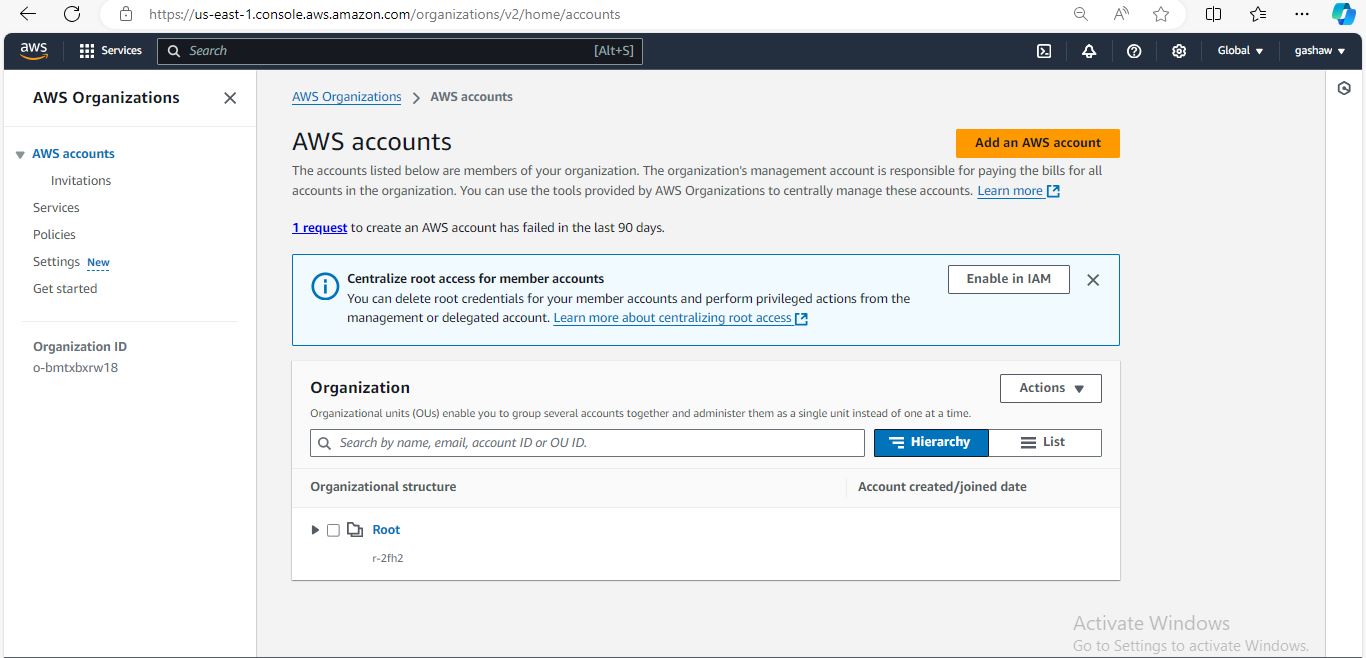 https://us-east-1.console.aws.amazon.com/organizations/v2/home/accounts
aws
Services
Search
[Alt+S]
Global
gashaw
AWS Organizations
AWS accounts
Invitations
Services
Policies
Settings New
Get started
Organization ID
o-bmtxbxrw18
AWS Organizations > AWS accounts
AWS accounts
Add an AWS account
The accounts listed below are members of your organization. The organization's management account is responsible for paying the bills for all
accounts in the organization. You can use the tools provided by AWS Organizations to centrally manage these accounts. Learn more
1 request to create an AWS account has failed in the last 90 days.
Centralize root access for member accounts
You can delete root credentials for your member accounts and perform privileged actions from the
management or delegated account. Learn more about centralizing root access
Enable in IAM
Organization
Actions
Organizational units (OUs) enable you to group several accounts together and administer them as a single unit instead of one at a time.
Search by name, email, account ID or OU ID.
Hierarchy
List
Organizational structure
Account created/joined date
Root
r-2fh2
Activate Windows
Go to Settings to activate Windows.